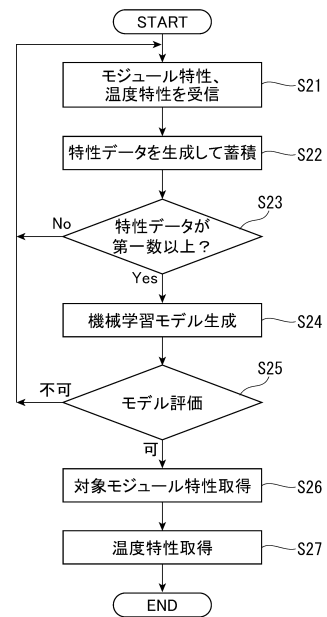 START
モジュール特性、
温度特性を受信
S21
特性データを生成して蓄積
S22
S23
特性データが
第一数以上？
No
Yes
機械学習モデル生成
S24
S25
モデル評価
不可
可
対象モジュール特性取得
S26
温度特性取得
S27
END